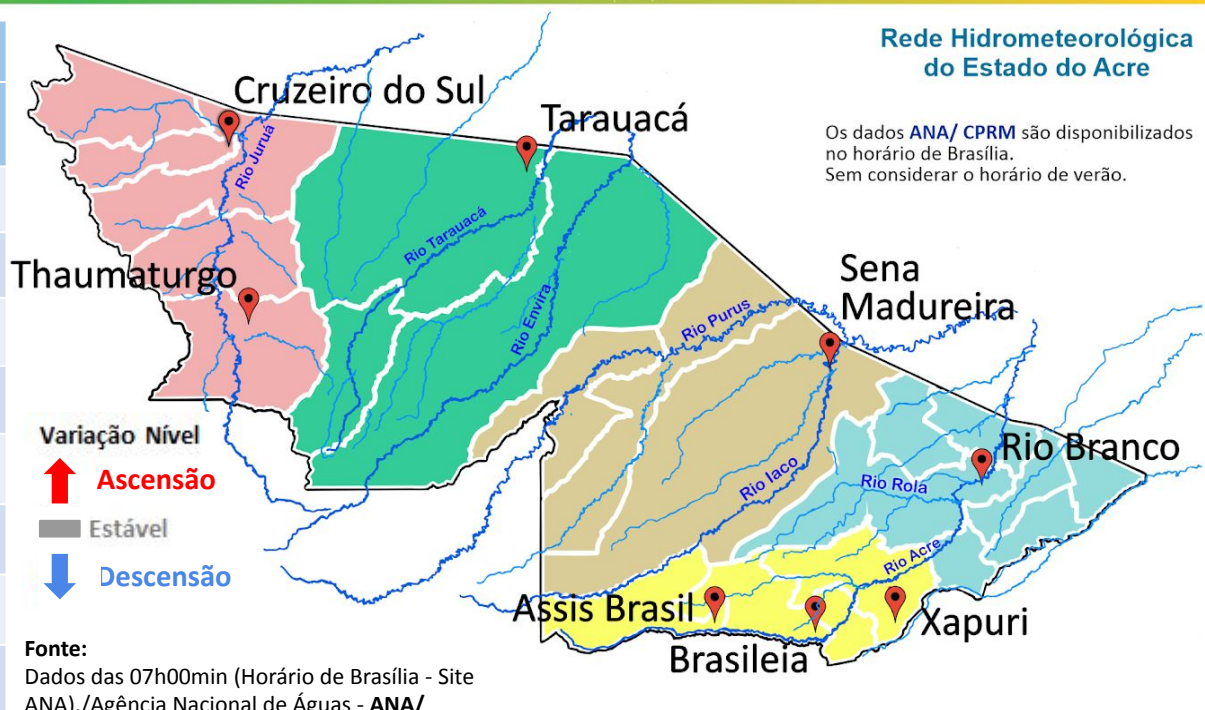 Rede Hidrometeorológica
do Estado do Acre
Os dados ANA/ CPRM são disponibilizados
no horário de Brasília.
Sem considerar o horário de verão.
Cruzeiro do Sul
Tarauacá
Rio Juruá
Rio Tarauacá
Thaumaturgo
Rio Envira
Sena
Madureira
Rio Purus
Variação Nível
Ascensão
Estável
Descensão
Rio Branco
Rio Iaco
Rio Rola
Rio Acre
Assis Brasil
Xapuri
Brasileia
Fonte:
Dados das 07h00min (Horário de Brasília - Site
ANA)./Agência Nacional de Águas - ANA/